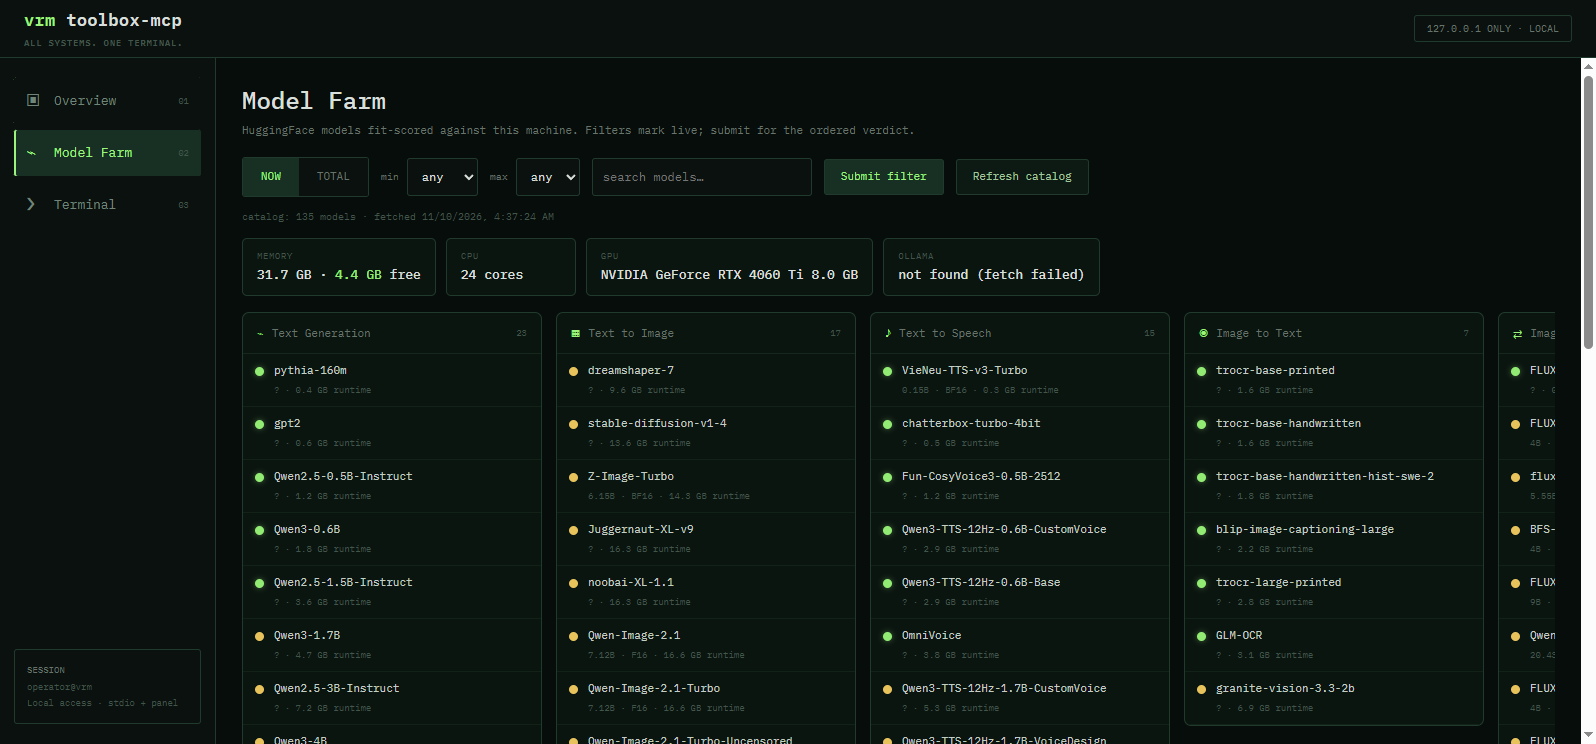 vrm toolbox-mcp
ALL SYSTEMS. ONE TERMINAL.
127.0.0.1 ONLY · LOCAL
Overview 01
Model Farm 02
Terminal 03
SESSION
operator@vrm
Local access · stdio + panel
Model Farm
HuggingFace models fit-scored against this machine. Filters mark live; submit for the ordered verdict.
NOW TOTAL min any max any search models… Submit filter Refresh catalog
catalog: 135 models · fetched 11/10/2026, 4:37:24 AM
MEMORY
31.7 GB · 4.4 GB free
CPU
24 cores
GPU
NVIDIA GeForce RTX 4060 Ti 8.0 GB
OLLAMA
not found (fetch failed)
Text Generation 23
pythia-160m
? · 0.4 GB runtime
gpt2
? · 0.6 GB runtime
Qwen2.5-0.5B-Instruct
? · 1.2 GB runtime
Qwen3-0.6B
? · 1.8 GB runtime
Qwen2.5-1.5B-Instruct
? · 3.6 GB runtime
Qwen3-1.7B
? · 4.7 GB runtime
Qwen2.5-3B-Instruct
? · 7.2 GB runtime
Qwen3-4B
Text to Image 17
dreamshaper-7
? · 9.6 GB runtime
stable-diffusion-v1-4
? · 13.6 GB runtime
Z-Image-Turbo
6.15B · BF16 · 14.3 GB runtime
Juggernaut-XL-v9
? · 16.3 GB runtime
noobai-XL-1.1
? · 16.3 GB runtime
Qwen-Image-2.1
7.12B · F16 · 16.6 GB runtime
Qwen-Image-2.1-Turbo
7.12B · F16 · 16.6 GB runtime
Qwen-Image-2.1-Turbo-Uncensored
Text to Speech 15
VieNeu-TTS-v3-Turbo
0.15B · BF16 · 0.3 GB runtime
chatterbox-turbo-4bit
? · 0.5 GB runtime
Fun-CosyVoice3-0.5B-2512
? · 1.2 GB runtime
Qwen3-TTS-12Hz-0.6B-CustomVoice
? · 2.9 GB runtime
Qwen3-TTS-12Hz-0.6B-Base
? · 2.9 GB runtime
OmniVoice
? · 3.8 GB runtime
Qwen3-TTS-12Hz-1.7B-CustomVoice
? · 5.3 GB runtime
Qwen3-TTS-12Hz-1.7B-VoiceDesign
Image to Text 7
trocr-base-printed
? · 1.6 GB runtime
trocr-base-handwritten
? · 1.6 GB runtime
trocr-base-handwritten-hist-swe-2
? · 1.8 GB runtime
blip-image-captioning-large
? · 2.2 GB runtime
trocr-large-printed
? · 2.8 GB runtime
GLM-OCR
? · 3.1 GB runtime
granite-vision-3.3-2b
? · 6.9 GB runtime
Imag
FLUX
? ·
FLUX
4B ·
flux
5.55B
BFS-
4B ·
FLUX
9B ·
Qwen
20.43
FLUX
4B ·
FLUX